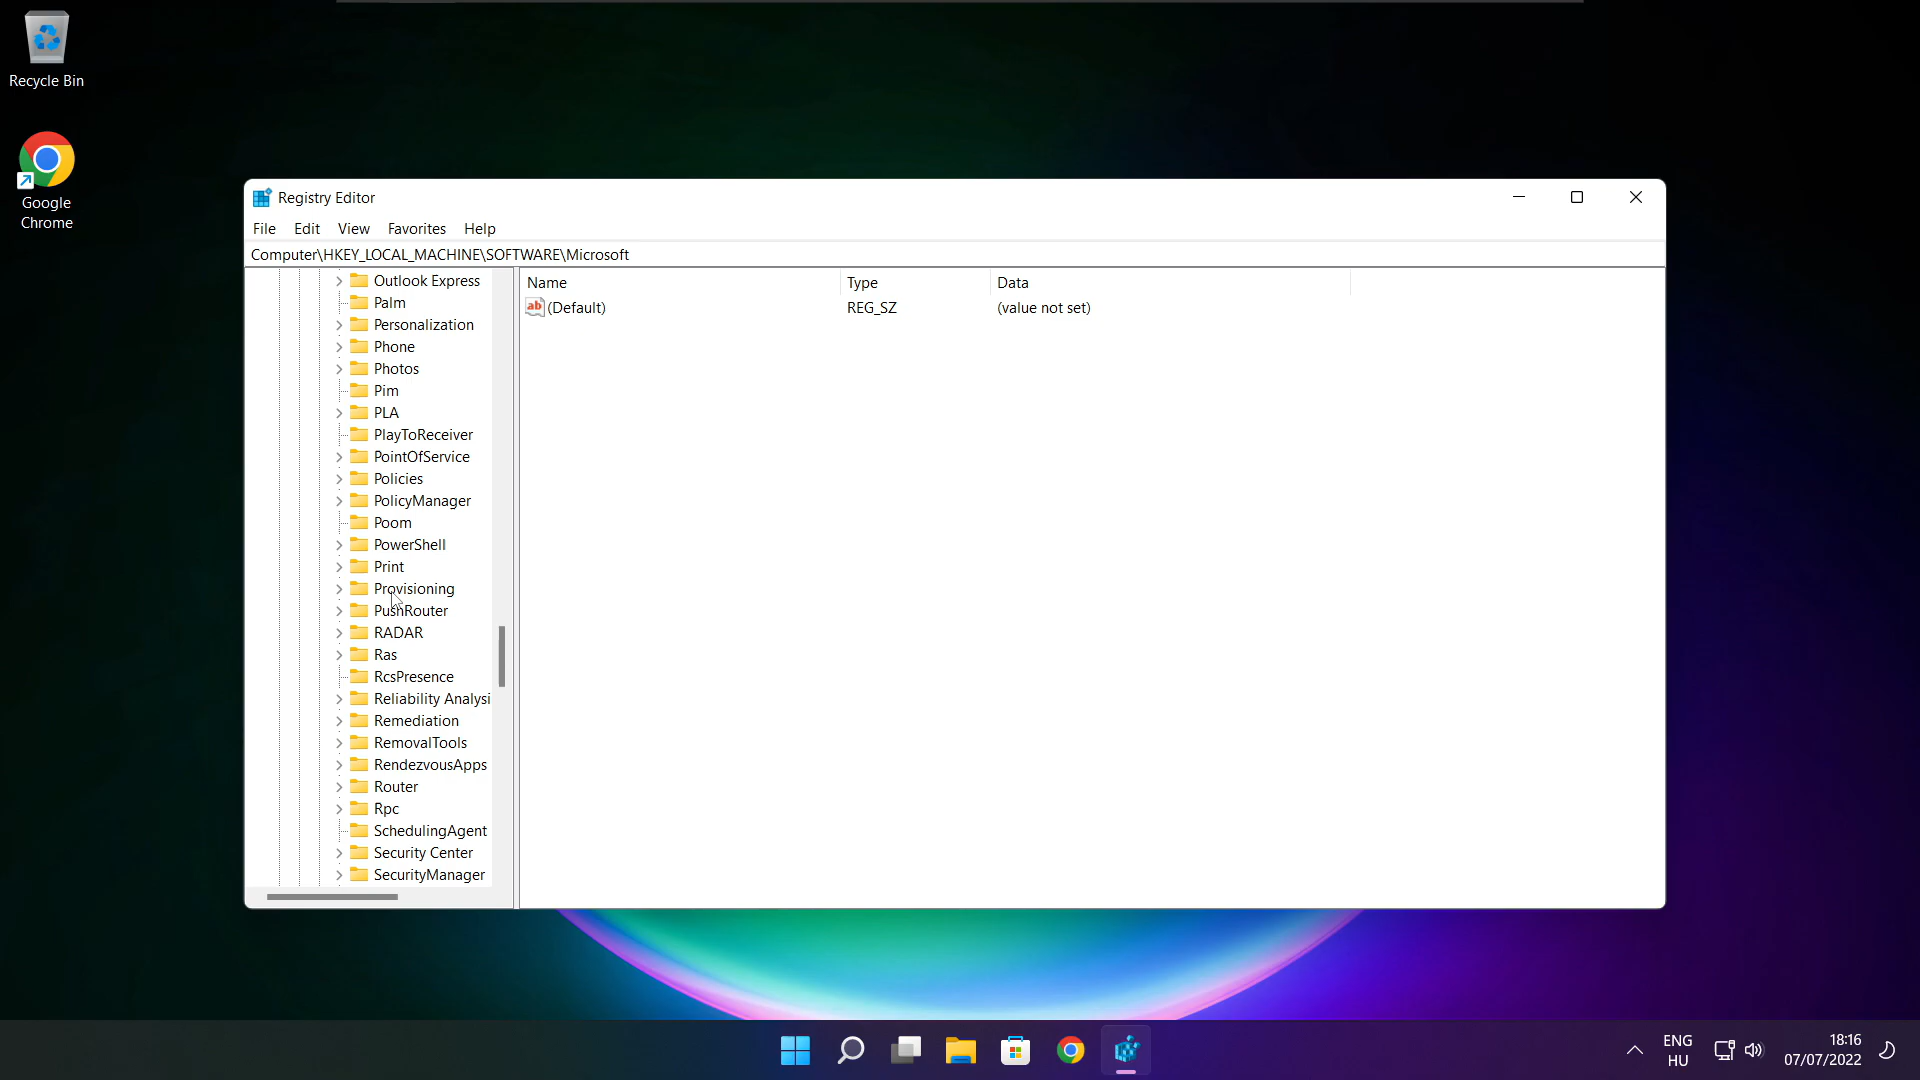 Recycle Bin
Google
Chrome
Registry Editor
File Edit View Favorites Help
Computer\HKEY_LOCAL_MACHINE\SOFTWARE\Microsoft
Name Type Data
(Default) REG_SZ (value not set)
Outlook Express
Palm
Personalization
Phone
Photos
Pim
PLA
PlayToReceiver
PointOfService
Policies
PolicyManager
Poom
PowerShell
Print
Provisioning
PushRouter
RADAR
Ras
RcsPresence
Reliability Analysi
Remediation
RemovalTools
RendezvousApps
Router
Rpc
SchedulingAgent
Security Center
SecurityManager
ENG
HU
18:16
07/07/2022